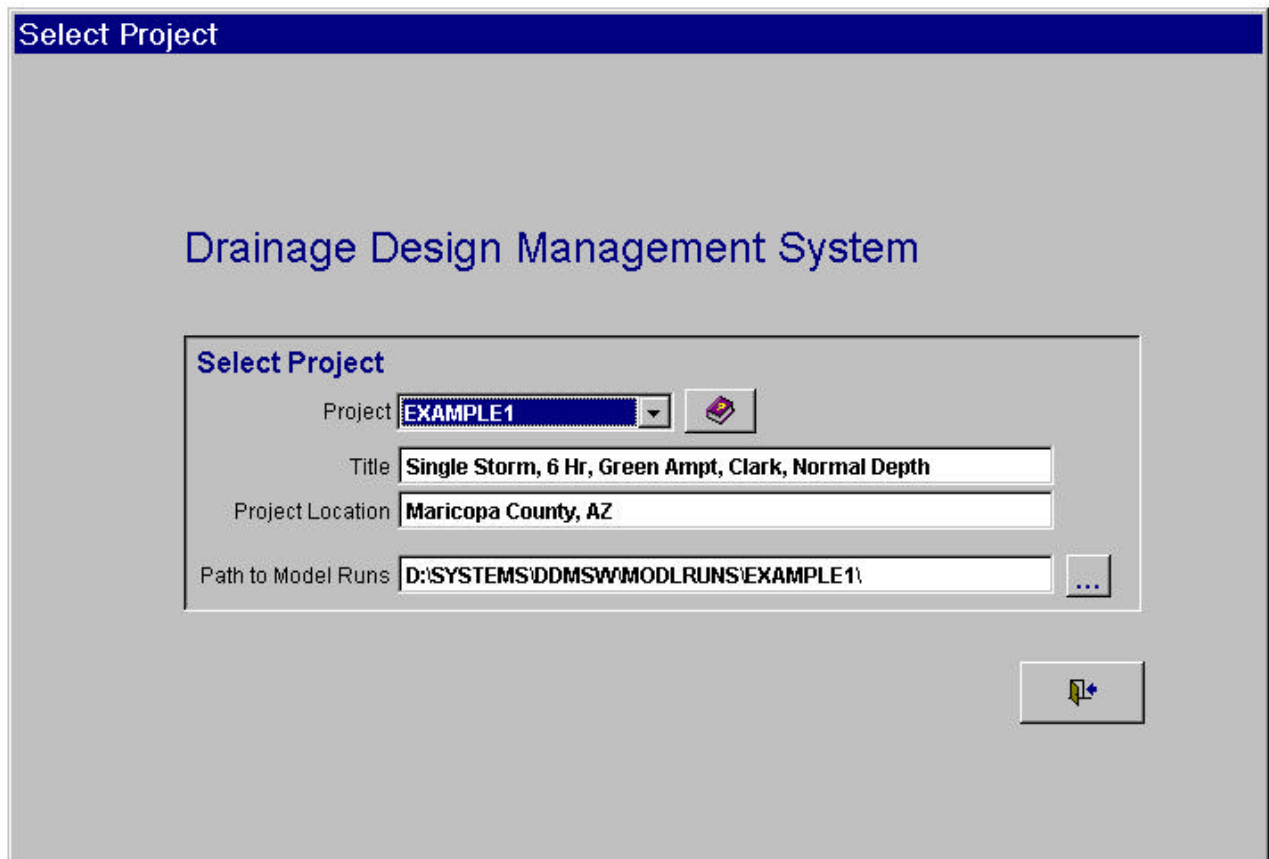 Select Project
Drainage Design Management System
Select Project
Project EXAMPLE1
Title Single Storm, 6 Hr, Green Ampt, Clark, Normal Depth
Project Location Maricopa County, AZ
Path to Model Runs D:\SYSTEMS\DDMSW\MODLRUNS\EXAMPLE1\ ...